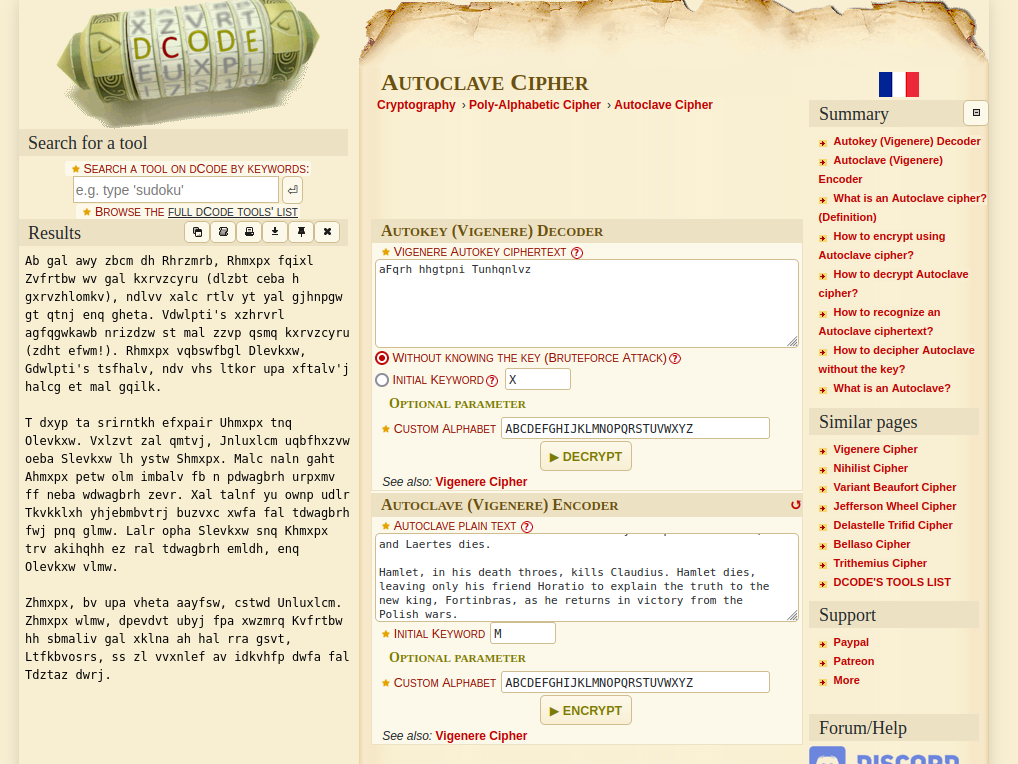 DCODE
Search for a tool
SEARCH A TOOL ON DCODE BY KEYWORDS:
e.g. type 'sudoku'
BROWSE THE FULL DCODE TOOLS' LIST
Results
Ab gal awy zbcm dh Rhrzmrb, Rhmxpx fqixl
Zvfrtbw wv gal kxrvzcyru (dlzbt ceba h
gxrvzhlomkv), ndlvv xalc rtlv yt yal gjhnpgw
gt qtnj enq gheta. Vdwlpti's xzhrvrl
agfqgwkawb nrizdzw st mal zzvp qsmq kxrvzcyru
(zdht efwm!). Rhmxpx vqbswfbgl Dlevkxw,
Gdwlpti's tsfhalv, ndv vhs ltkor upa xftalv'j
halcg et mal gqilk.
T dxyp ta srirntkh efxpair Uhmxpx tnq
Olevkxw. Vxlzvt zal qmtvj, Jnluxlcm uqbfhxzvw
oeba Slevkxw lh ystw Shmxpx. Malc naln gaht
Ahmxpx petw olm imbalv fb n pdwagbrh urpxmv
ff neba wdwagbrh zevr. Xal talnf yu ownp udlr
Tkvkklxh yhjebmbvtrj buzvxc xwfa fal tdwagbrh
fwj pnq glmw. Lalr opha Slevkxw snq Khmxpx
trv akihqhh ez ral tdwagbrh emldh, enq
Olevkxw vlmw.
Zhmxpx, bv upa vheta aayfsw, cstwd Unluxlcm.
Zhmxpx wlmw, dpevdvt ubyj fpa xwzmrq Kvfrtbw
hh sbmaliv gal xklna ah hal rra gsvt,
Ltfkbvosrs, ss zl vvxnlef av idkvhfp dwfa fal
Tdztaz dwrj.
AUTOCLAVE CIPHER
Cryptography › Poly-Alphabetic Cipher › Autoclave Cipher
AUTOKEY (VIGENERE) DECODER
VIGENERE AUTOKEY CIPHERTEXT ?
aFqrh hhgtpni Tunhqnlvz
WITHOUT KNOWING THE KEY (BRUTEFORCE ATTACK) ?
INITIAL KEYWORD ? X
OPTIONAL PARAMETER
CUSTOM ALPHABET ABCDEFGHIJKLMNOPQRSTUVWXYZ
▶ DECRYPT
See also: Vigenere Cipher
AUTOCLAVE (VIGENERE) ENCODER
AUTOCLAVE PLAIN TEXT ?
and Laertes dies.
Hamlet, in his death throes, kills Claudius. Hamlet dies,
leaving only his friend Horatio to explain the truth to the
new king, Fortinbras, as he returns in victory from the
Polish wars.
INITIAL KEYWORD M
CUSTOM ALPHABET ABCDEFGHIJKLMNOPQRSTUVWXYZ
▶ ENCRYPT
See also: Vigenere Cipher
Summary
Autokey (Vigenere) Decoder
Autoclave (Vigenere)
Encoder
What is an Autoclave cipher?
(Definition)
How to encrypt using
Autoclave cipher?
How to decrypt Autoclave
cipher?
How to recognize an
Autoclave ciphertext?
How to decipher Autoclave
without the key?
What is an Autoclave?
Similar pages
Vigenere Cipher
Nihilist Cipher
Variant Beaufort Cipher
Jefferson Wheel Cipher
Delastelle Trifid Cipher
Bellaso Cipher
Trithemius Cipher
DCODE'S TOOLS LIST
Support
Paypal
Patreon
More
Forum/Help
DISCORD